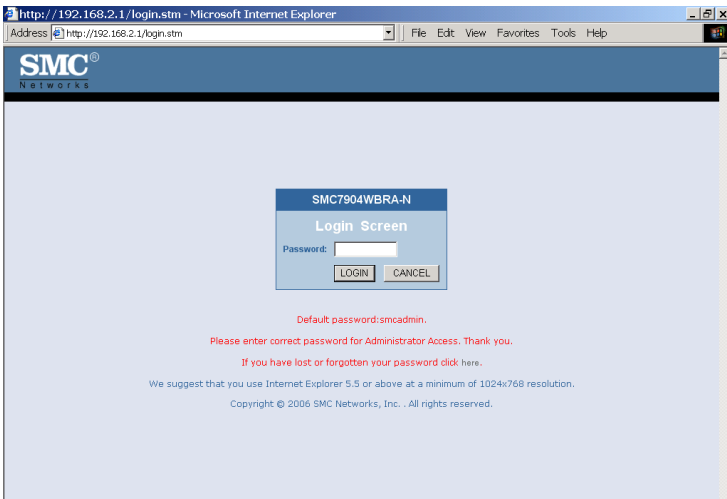 http://192.168.2.1/login.stm - Microsoft Internet Explorer
Address http://192.168.2.1/login.stm File Edit View Favorites Tools Help
SMC®
Networks
SMC7904WBRA-N
Login Screen
Password:
LOGIN CANCEL
Default password:smcadmin.
Please enter correct password for Administrator Access. Thank you.
If you have lost or forgotten your password click here.
We suggest that you use Internet Explorer 5.5 or above at a minimum of 1024x768 resolution.
Copyright © 2006 SMC Networks, Inc. . All rights reserved.